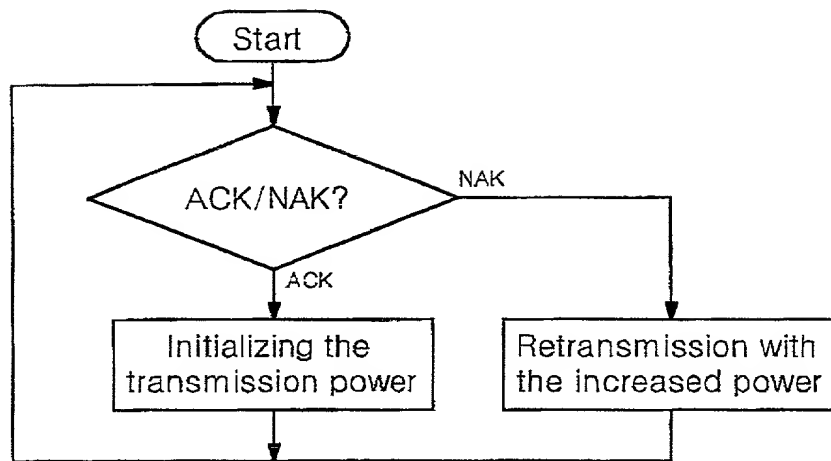 Start
ACK/NAK?
NAK
ACK
Initializing the
transmission power
Retransmission with
the increased power